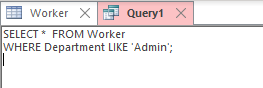 Worker
Query1
SELECT * FROM Worker
WHERE Department LIKE 'Admin';